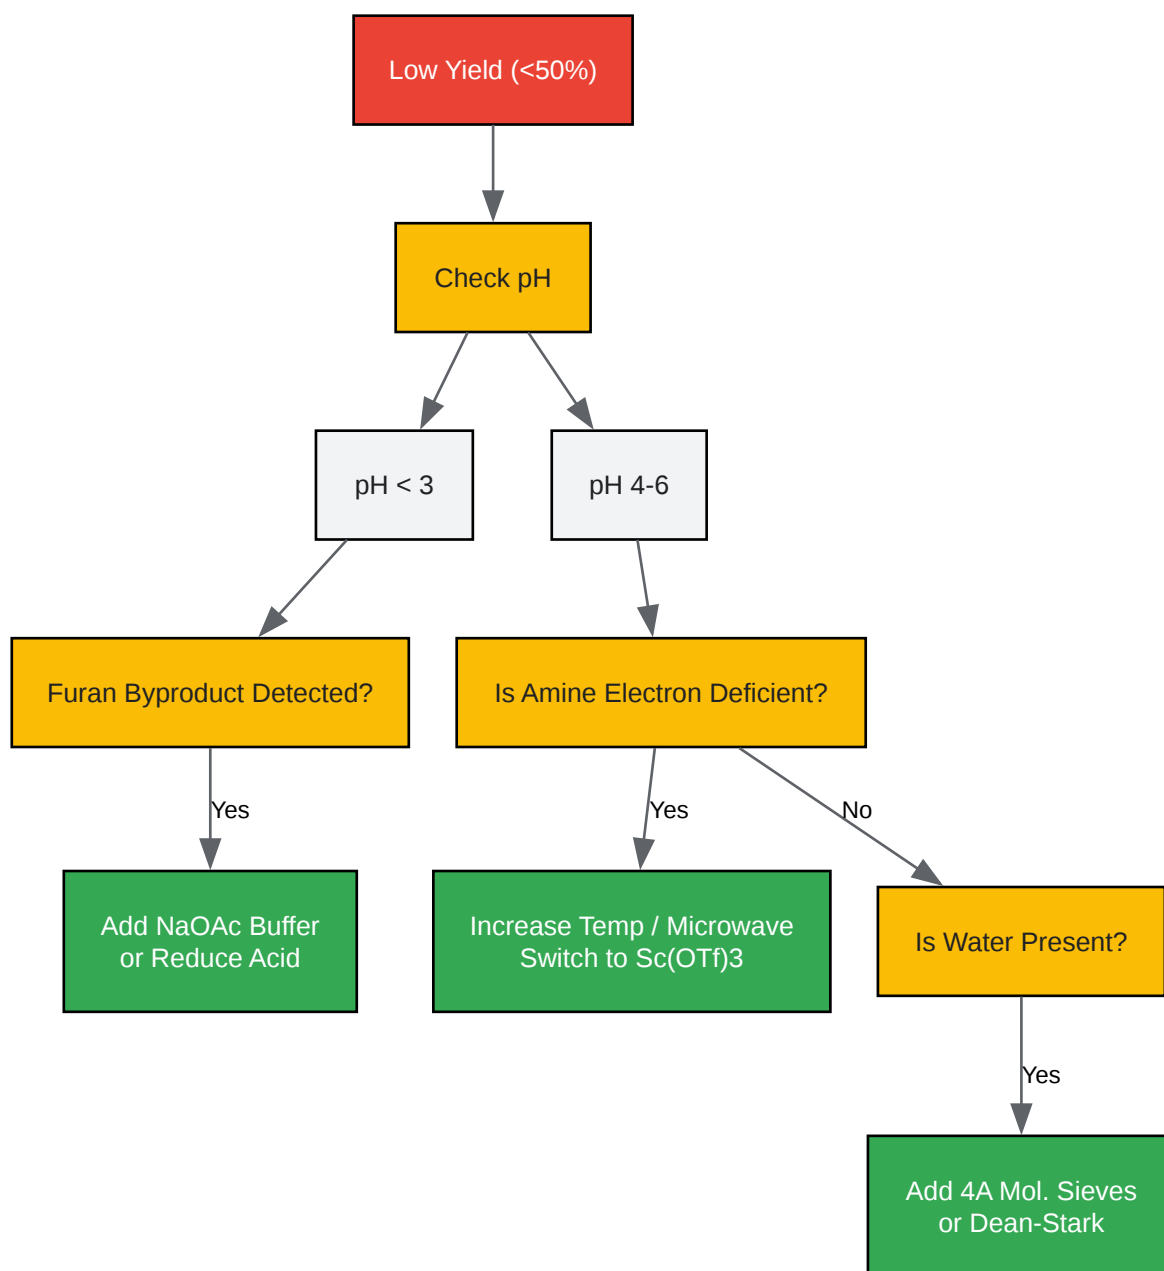 Low Yield (<50%)
Check pH
pH < 3
pH 4-6
Furan Byproduct Detected?
Is Amine Electron Deficient?
Yes
Yes
No
Add NaOAc Buffer
or Reduce Acid
Increase Temp / Microwave
Switch to Sc(OTf)3
Is Water Present?
Yes
Add 4A Mol. Sieves
or Dean-Stark